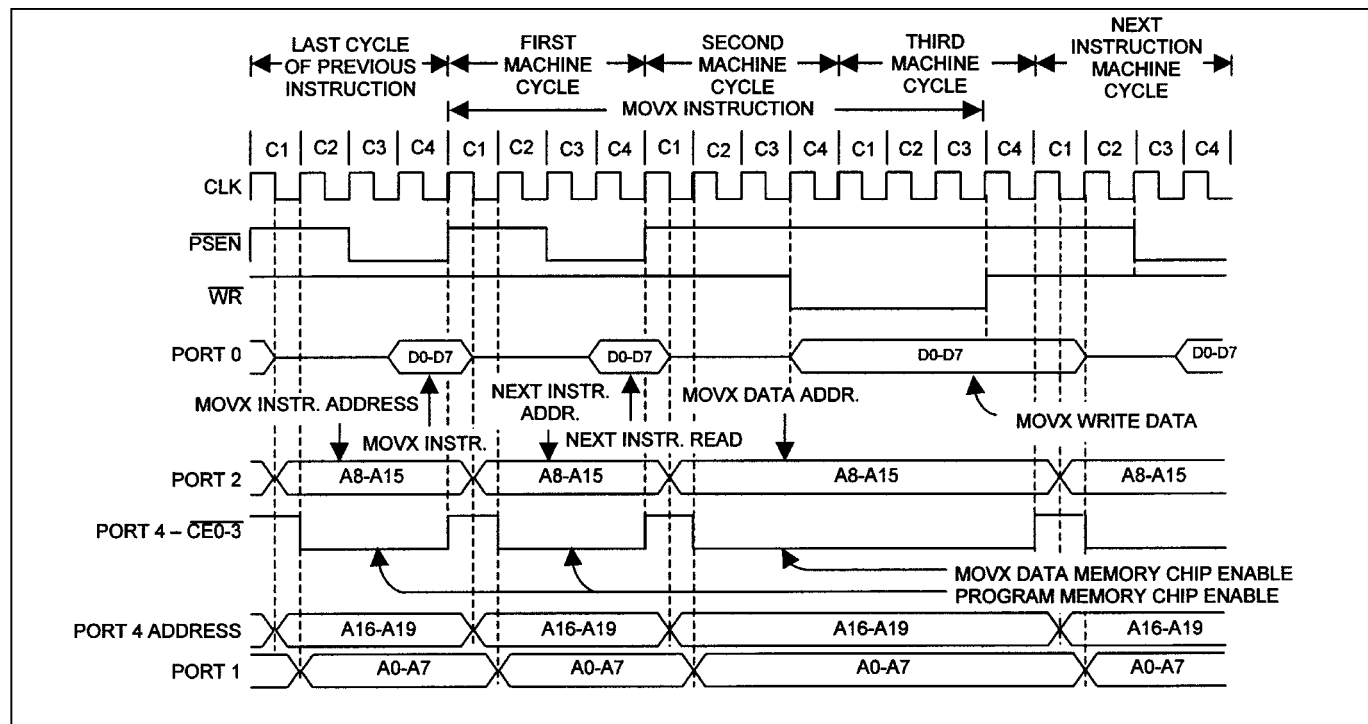 LAST CYCLE
OF PREVIOUS
INSTRUCTION
FIRST
MACHINE
CYCLE
SECOND
MACHINE
CYCLE
THIRD
MACHINE
CYCLE
NEXT
INSTRUCTION
MACHINE
CYCLE
MOVX INSTRUCTION
C1 C2 C3 C4 C1 C2 C3 C4 C1 C2 C3 C4 C1 C2 C3 C4 C1 C2 C3 C4
CLK
PSEN
WR
PORT 0 D0-D7 D0-D7 D0-D7 D0-D7
MOVX INSTR. ADDRESS
MOVX INSTR.
NEXT INSTR.
ADDR.
NEXT INSTR. READ
MOVX DATA ADDR.
MOVX WRITE DATA
PORT 2 A8-A15 A8-A15 A8-A15 A8-A15
PORT 4 – CE0-3
MOVX DATA MEMORY CHIP ENABLE
PROGRAM MEMORY CHIP ENABLE
PORT 4 ADDRESS A16-A19 A16-A19 A16-A19 A16-A19
PORT 1 A0-A7 A0-A7 A0-A7 A0-A7